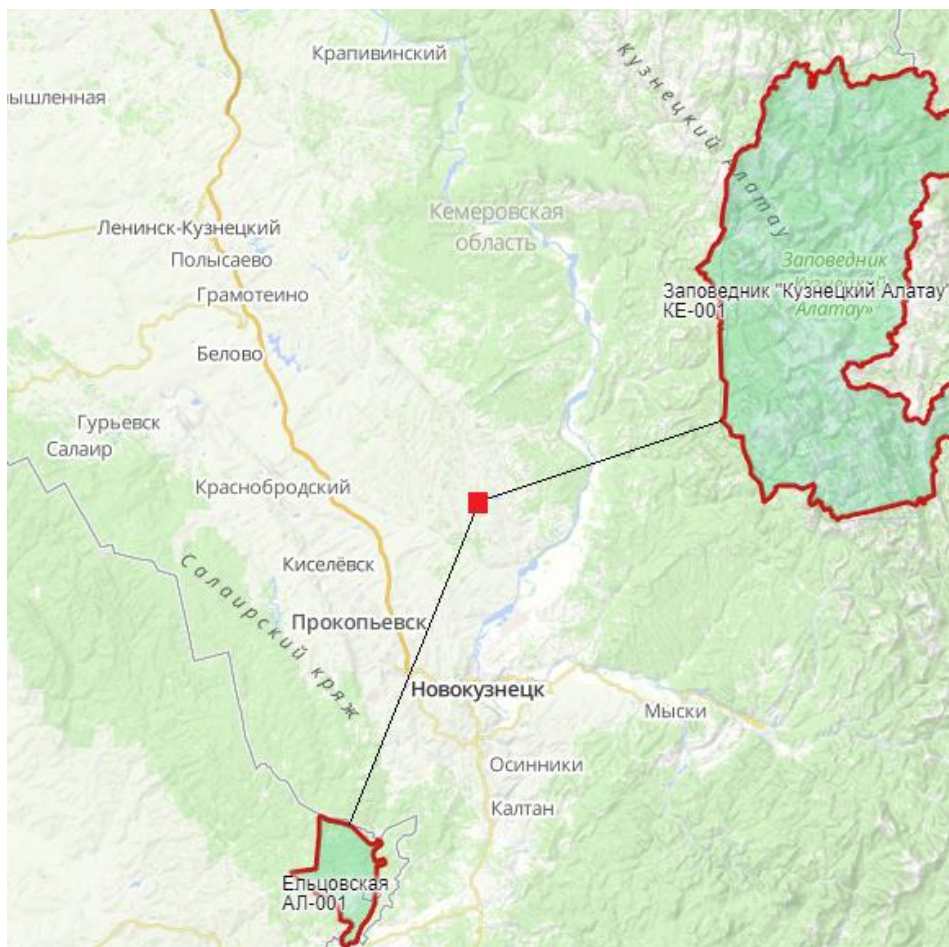 Крапивинский
ышленная
Кузнецкий Алатау
Кемеровская
область
Ленинск-Кузнецкий
Полысаево
Грамотеино
Заповедник
Алатау»
Заповедник "Кузнецкий Алатау"
КЕ-001
Белово
Гурьевск
Салаир
Краснобродский
Киселёвск
Салаирский кряж
Прокопьевск
Новокузнецк
Мыски
Осинники
Калтан
Ельцовская
АЛ-001